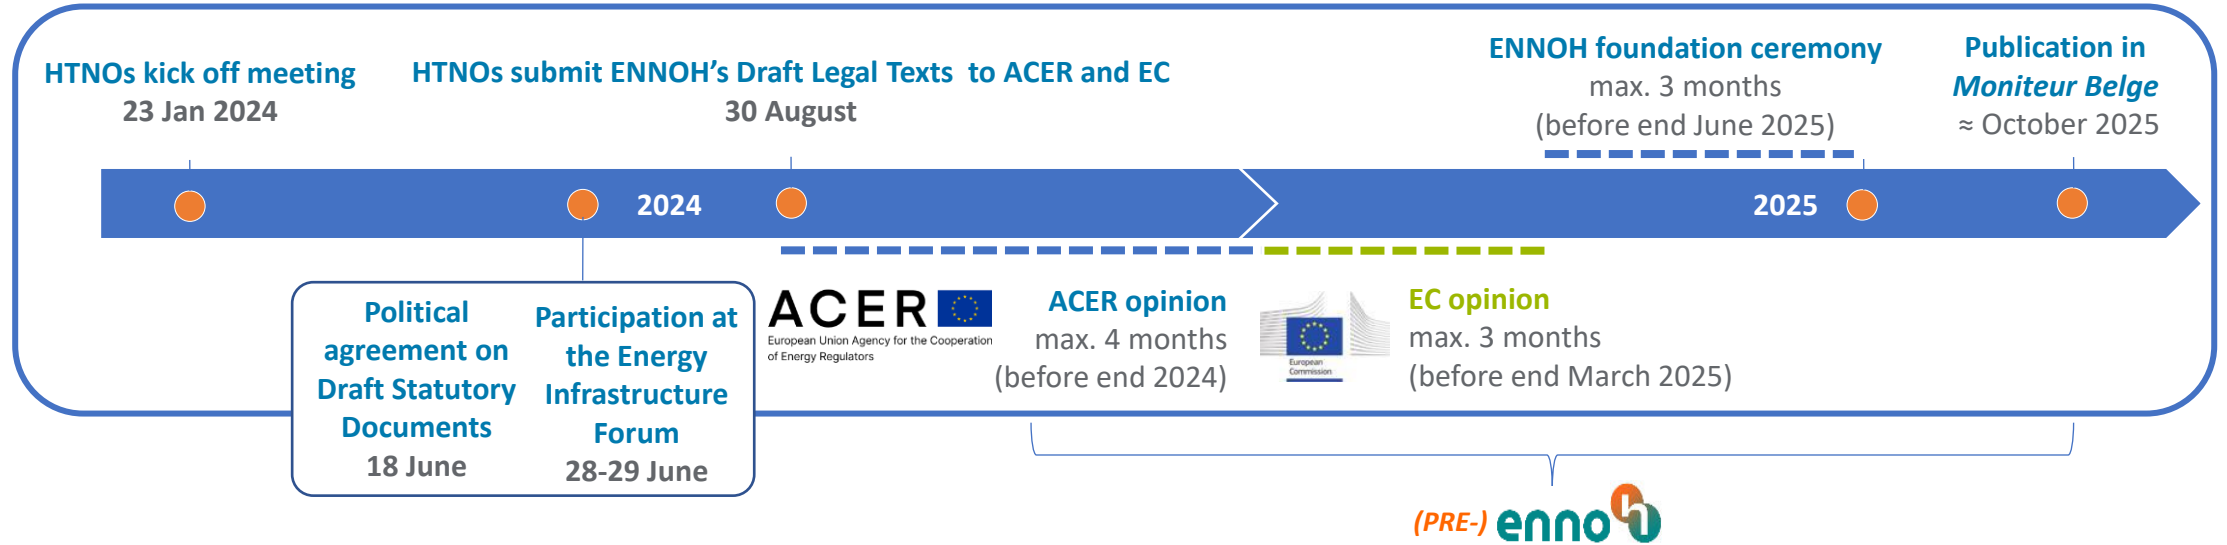 HTNOs kick off meeting
23 Jan 2024
HTNOs submit ENNOH's Draft Legal Texts to ACER and EC
30 August
ENNOH foundation ceremony
max. 3 months
(before end June 2025)
Publication in
Moniteur Belge
≈ October 2025
2024
2025
Political
agreement on
Draft Statutory
Documents
18 June
Participation at
the Energy
Infrastructure
Forum
28-29 June
ACER
European Union Agency for the Cooperation
of Energy Regulators
ACER opinion
max. 4 months
(before end 2024)
European
Commission
EC opinion
max. 3 months
(before end March 2025)
(PRE-) ennoh